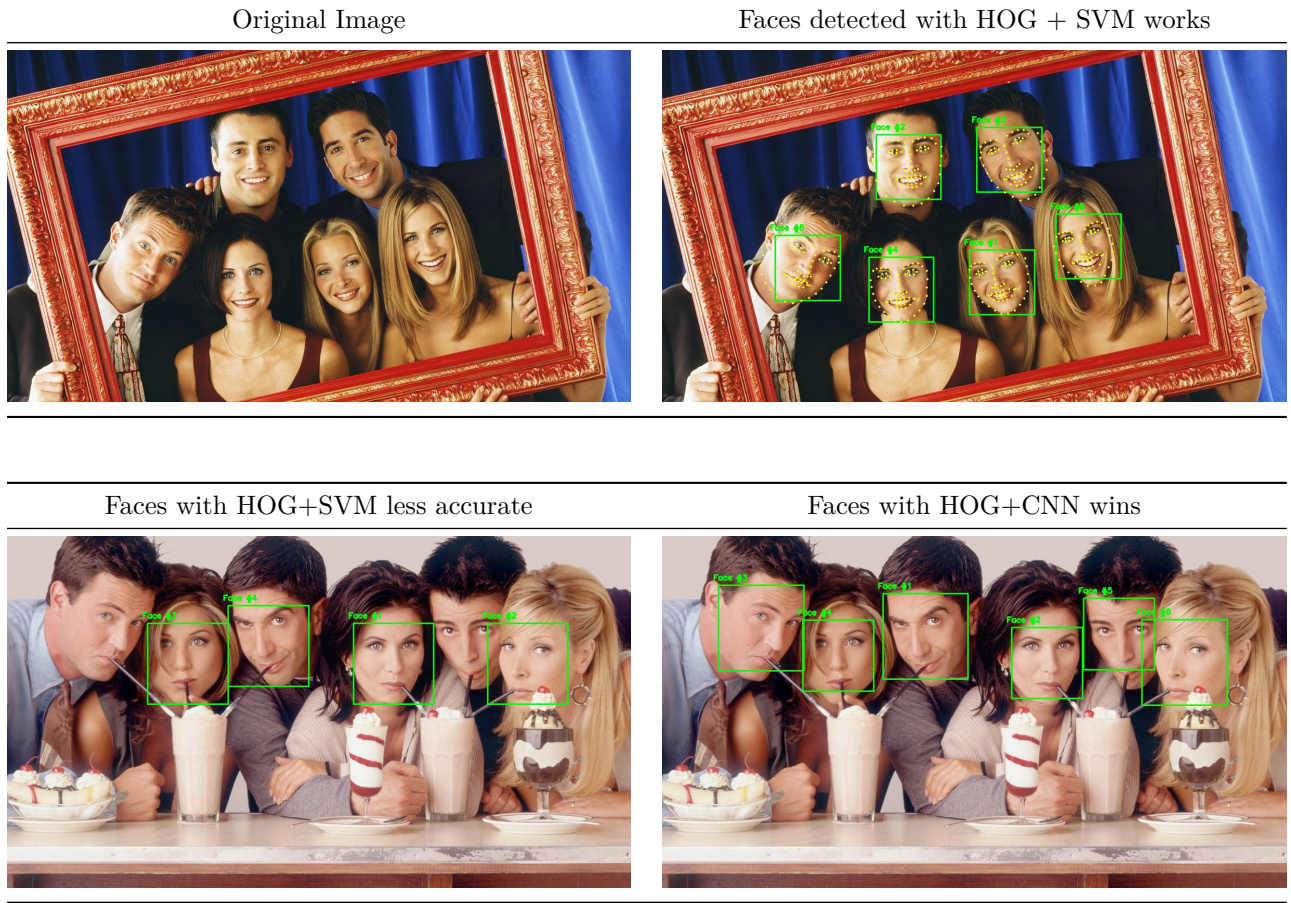 Original Image
Faces detected with HOG + SVM works
Face #2
Face #3
Face #5
Face #6
Face #4
Face #1
Faces with HOG+SVM less accurate
Faces with HOG+CNN wins
Face #4
Face #3
Face #1
Face #2
Face #3
Face #1
Face #5
Face #4
Face #2
Face #6